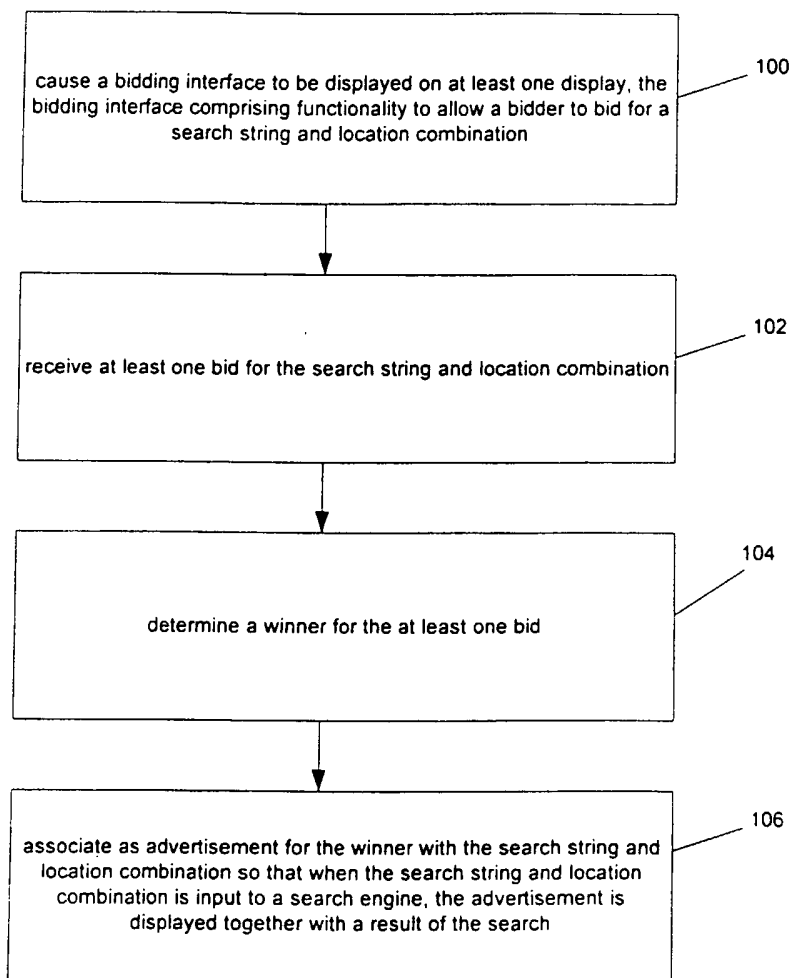 cause a bidding interface to be displayed on at least one display, the
bidding interface comprising functionality to allow a bidder to bid for a
search string and location combination
100
receive at least one bid for the search string and location combination
102
determine a winner for the at least one bid
104
associate as advertisement for the winner with the search string and
location combination so that when the search string and location
combination is input to a search engine, the advertisement is
displayed together with a result of the search
106